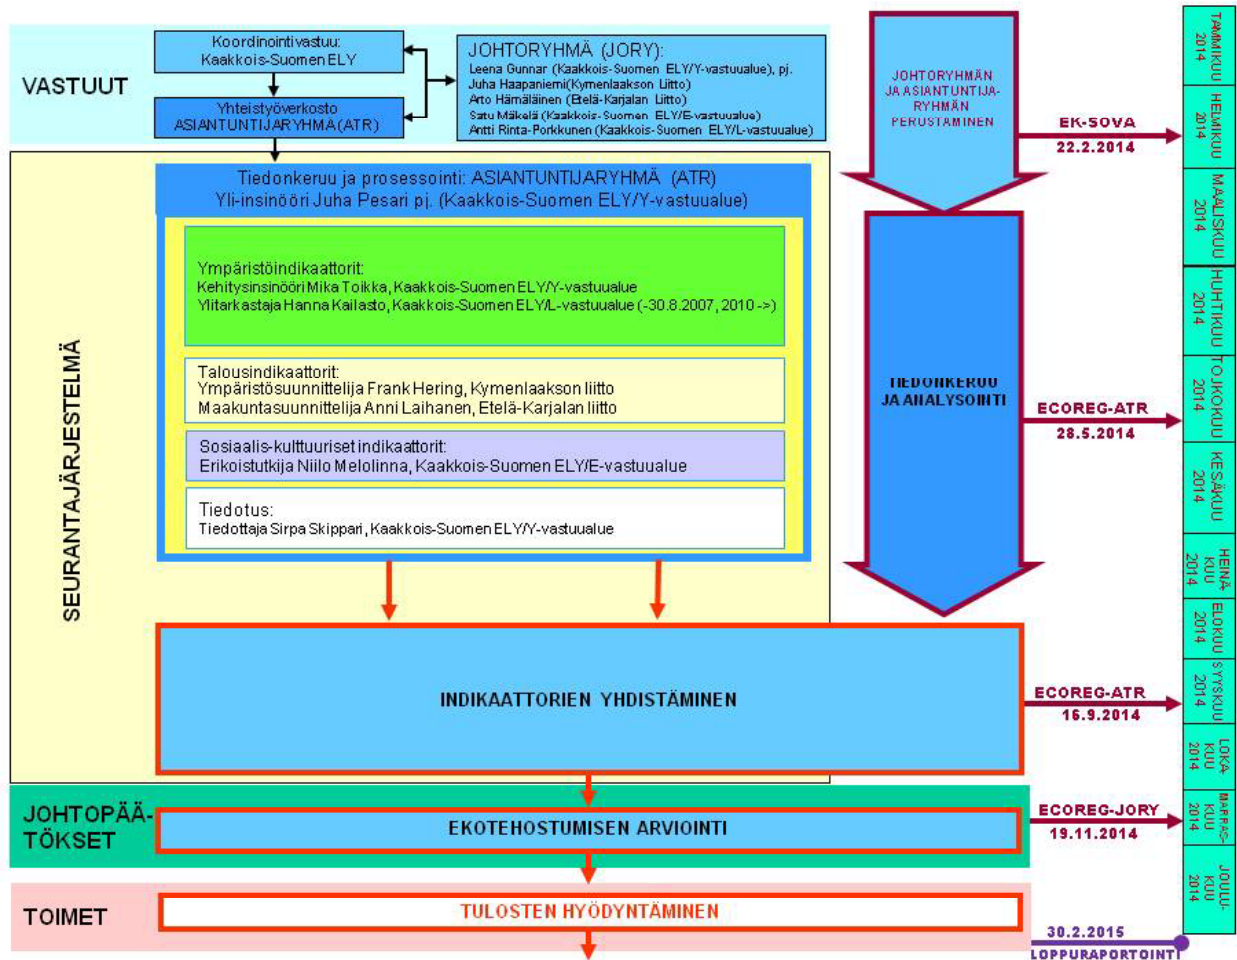 VASTUUT
Koordinointivastuu:
Kaakkois-Suomen ELY
Yhteistyöverkosto
ASIANTUNTIJARYHMÄ(ATR)
JOHTORYHMÄ (JORY):
Leena Gunnar (Kaakkois-Suomen ELY/Y-vastuualue), pj.
Juha Haapaniemi(Kymenlaakson Liitto)
Arto Hämäläinen (Etelä-Karjalan Liitto)
Satu Mäkelä (Kaakkois-Suomen ELY/E-vastuualue)
Antti Rinta-Porkkunen (Kaakkois-Suomen ELY/L-vastuualue)
SEURANTAJÄRJESTELMÄ
Tiedonkeruu ja prosessointi: ASIANTUNTIJARYHMÄ (ATR)
Yli-insinööri Juha Pesari pj. (Kaakkois-Suomen ELY/Y-vastuualue)
Ympäristöindikaattorit:
Kehitysinsinööri Mika Toikka, Kaakkois-Suomen ELY/Y-vastuualue
Ylitarkastaja Hanna Kailasto, Kaakkois-Suomen ELY/L-vastuualue (-30.8.2007, 2010 ->)
Talousindikaattorit:
Ympäristösuunnittelija Frank Hering, Kymenlaakson liitto
Maakuntasuunnittelija Anni Laihanen, Etelä-Karjalan liitto
Sosiaalis-kulttuuriset indikaattorit:
Erikoistutkija Niilo Melolinna, Kaakkois-Suomen ELY/E-vastuualue
Tiedotus:
Tiedottaja Sirpa Skippari, Kaakkois-Suomen ELY/Y-vastuualue
INDIKAATTORIEN YHDISTÄMINEN
JOHTOPÄÄ-
TÖKSET
EKOTEHOSTUMISEN ARVIOINTI
TOIMET
TULOSTEN HYÖDYNTÄMINEN
JOHTORYHMÄN
JA ASIANTUNTIJA-
RYHMÄN
PERUSTAMINEN
TIEDONKERUU
JA ANALYSOINTI
EK-SOVA
22.2.2014
ECOREG-ATR
28.5.2014
ECOREG-ATR
16.9.2014
ECOREG-JORY
19.11.2014
30.2.2015
LOPPURAPORTOINTI
TAMMIKUU
2014
HELMIKUU
2014
MAALISKUU
2014
HUHTIKUU
2014
TOJKOKUU
2014
KESÄKUU
2014
HEINÄ
KUU
2014
ELOKUU
2014
SYYSKUU
2014
LOKA-
KUU
2014
MARRAS-
KUU
2014
JOULU-
KUU
2014